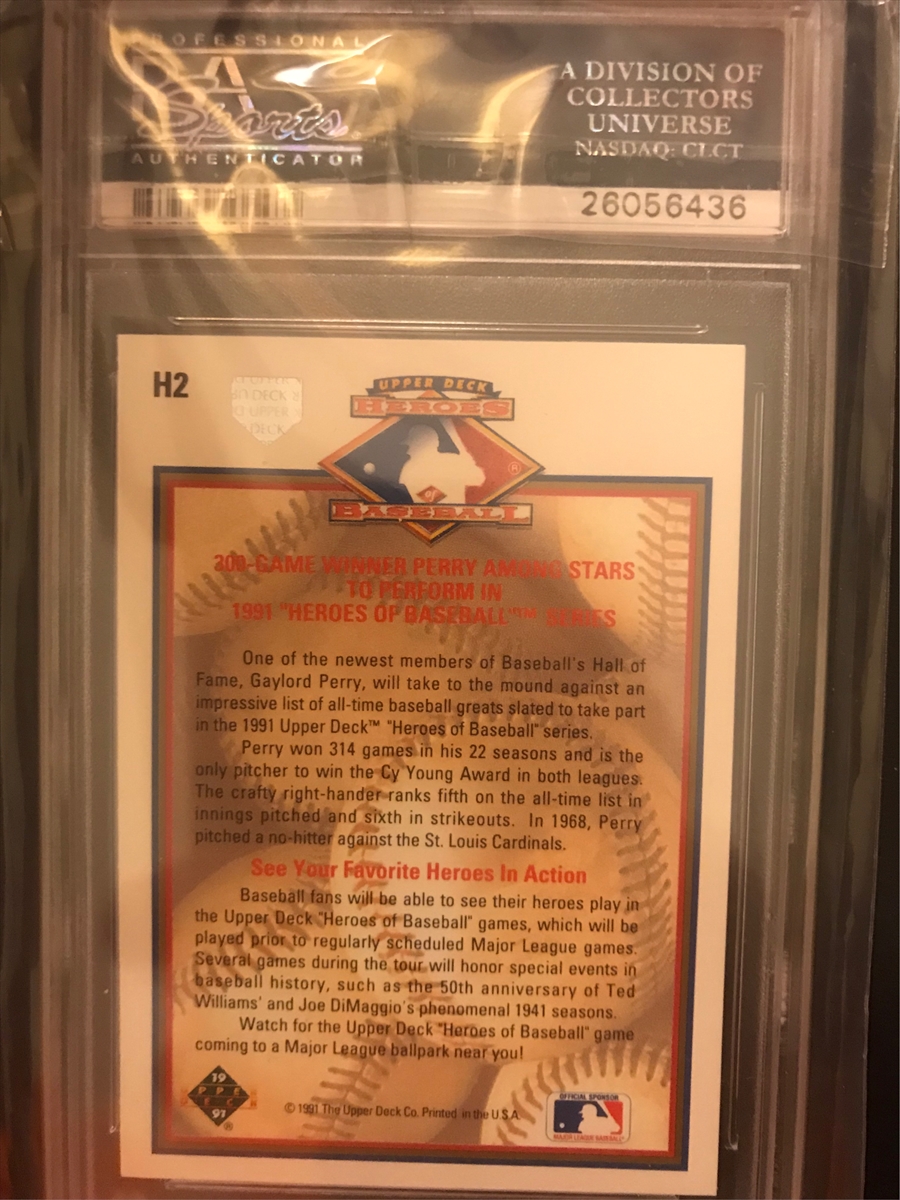 PROFESSIONAL
Sports
AUTHENTICATOR
A DIVISION OF
COLLECTORS
UNIVERSE
NASDAQ: CLCT
26056436
H2
UPPER DECK
HEROES
®
of
BASEBALL
300-GAME WINNER PERRY AMONG STARS
TO PERFORM IN
1991 "HEROES OF BASEBALL"™ SERIES
One of the newest members of Baseball's Hall of
Fame, Gaylord Perry, will take to the mound against an
impressive list of all-time baseball greats slated to take part
in the 1991 Upper Deck™ "Heroes of Baseball" series.
Perry won 314 games in his 22 seasons and is the
only pitcher to win the Cy Young Award in both leagues.
The crafty right-hander ranks fifth on the all-time list in
innings pitched and sixth in strikeouts. In 1968, Perry
pitched a no-hitter against the St. Louis Cardinals.
See Your Favorite Heroes In Action
Baseball fans will be able to see their heroes play in
the Upper Deck "Heroes of Baseball" games, which will be
played prior to regularly scheduled Major League games.
Several games during the tour will honor special events in
baseball history, such as the 50th anniversary of Ted
Williams' and Joe DiMaggio's phenomenal 1941 seasons.
Watch for the Upper Deck "Heroes of Baseball" game
coming to a Major League ballpark near you!
19
91
®
© 1991 The Upper Deck Co. Printed in the U.S.A.
OFFICIAL SPONSOR
MAJOR LEAGUE BASEBALL